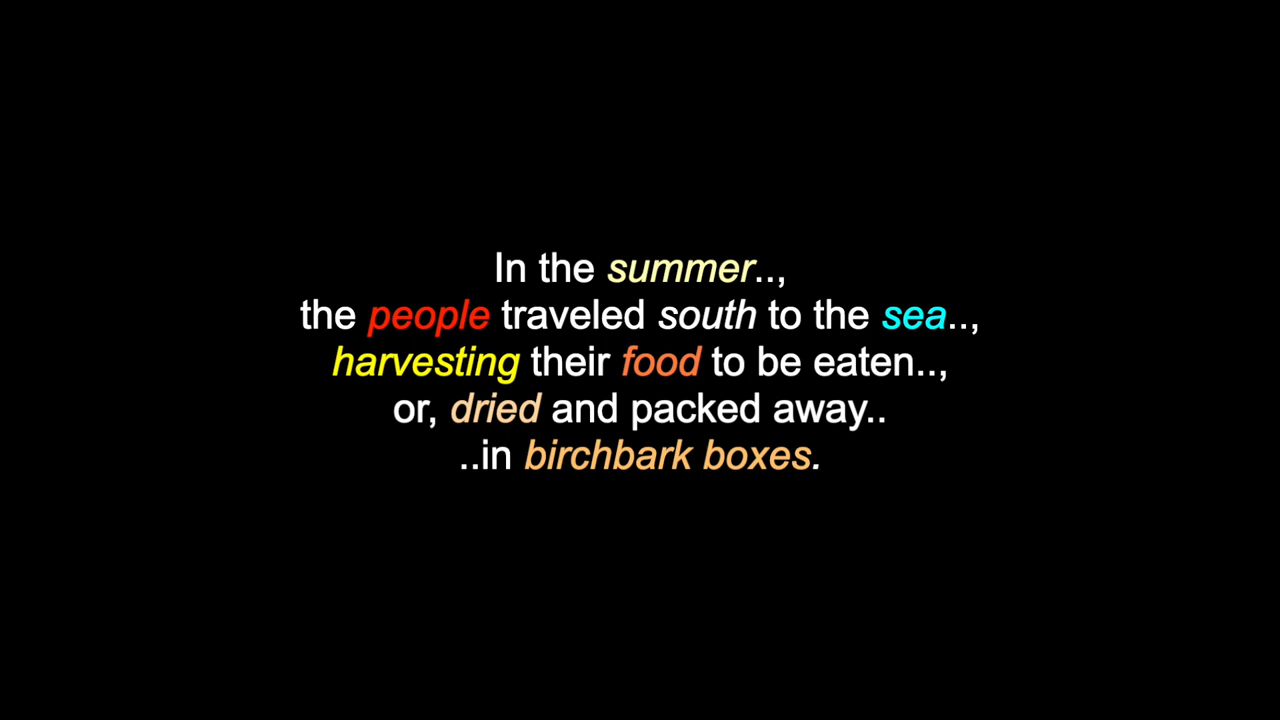 In the summer..,
the people traveled south to the sea..,
harvesting their food to be eaten..,
or, dried and packed away..
..in birchbark boxes.